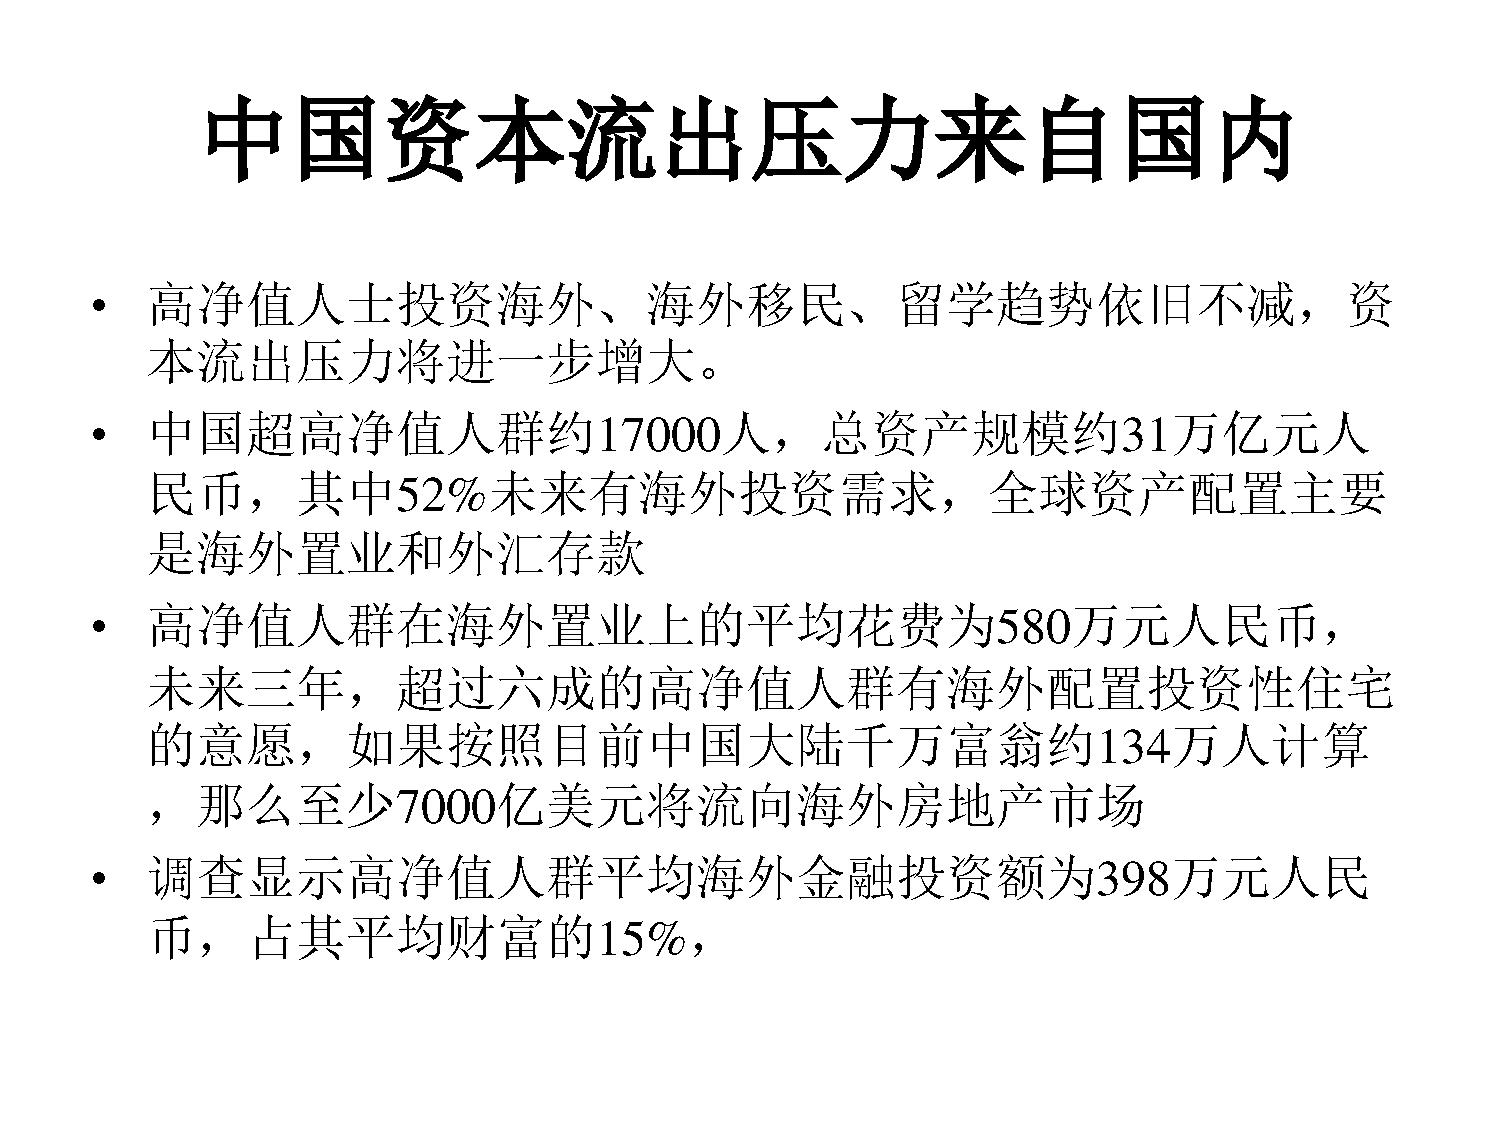 中国资本流出压力来自国内
• 高净值人士投资海外、海外移民、留学趋势依旧不减，资
本流出压力将进一步增大。
• 中国超高净值人群约17000人，总资产规模约31万亿元人
民币，其中52%未来有海外投资需求，全球资产配置主要
是海外置业和外汇存款
• 高净值人群在海外置业上的平均花费为580万元人民币，
未来三年，超过六成的高净值人群有海外配置投资性住宅
的意愿，如果按照目前中国大陆千万富翁约134万人计算
，那么至少7000亿美元将流向海外房地产市场
• 调查显示高净值人群平均海外金融投资额为398万元人民
币，占其平均财富的15%，